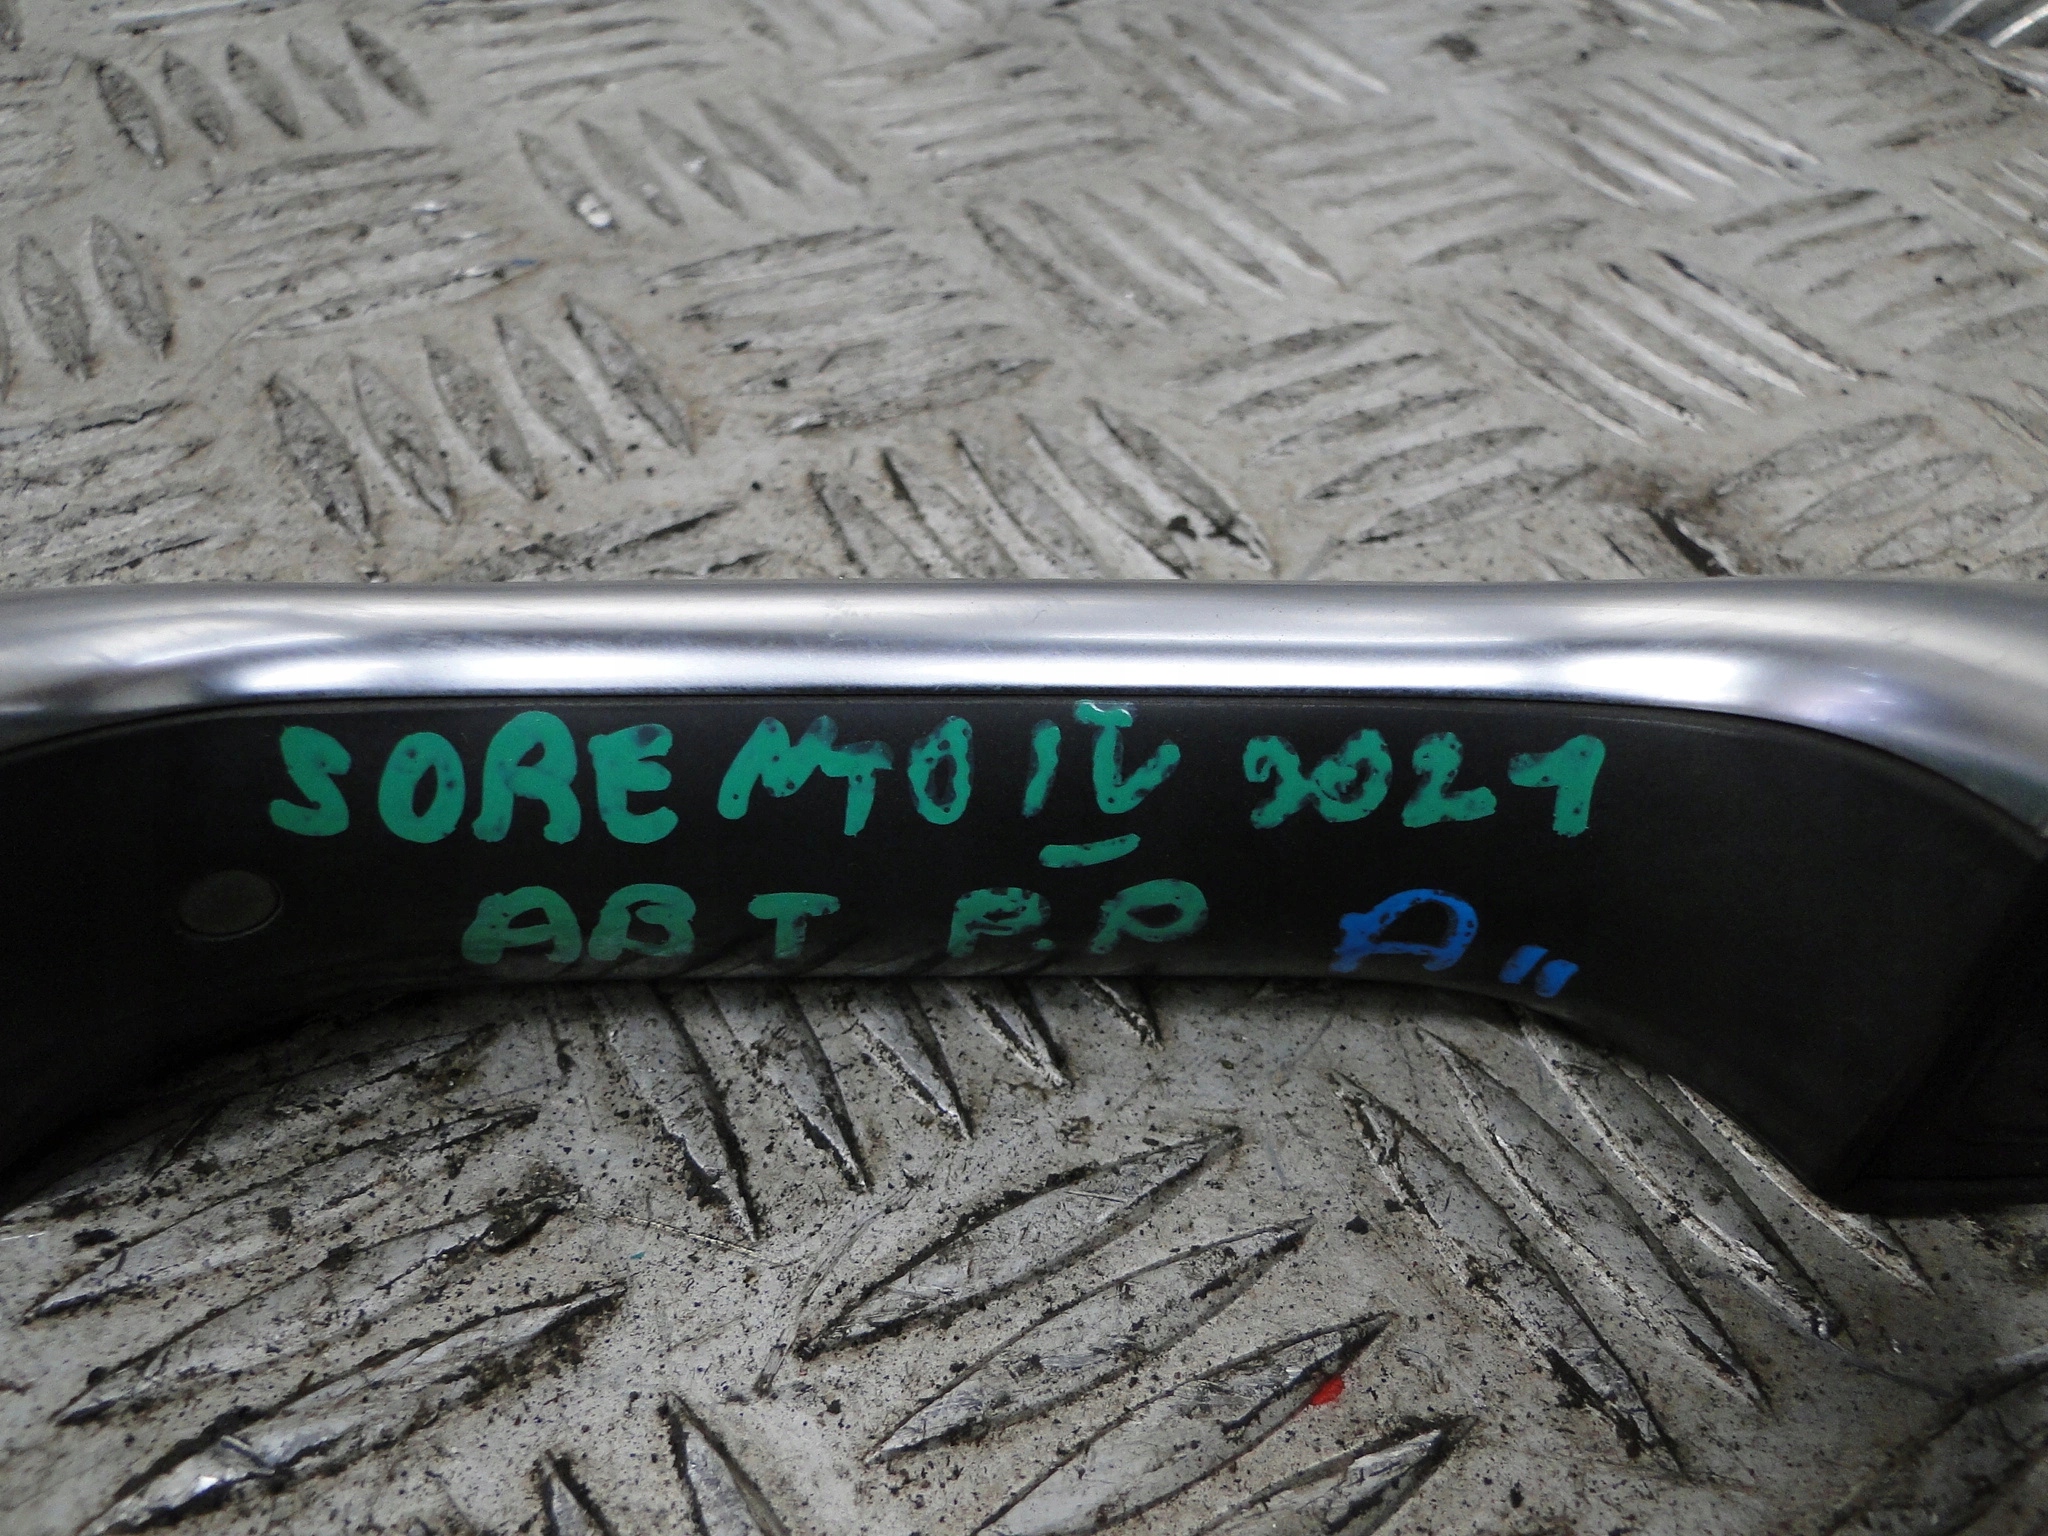 SORENTO IV 2021
ABT P.P A11